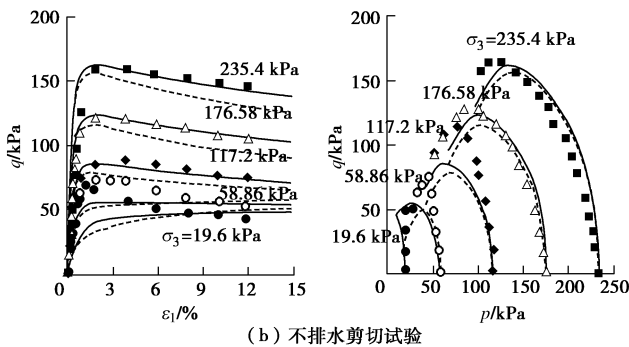 200
150
100
50
0
q/kPa
235.4 kPa
176.58 kPa
117.2 kPa
58.86 kPa
σ3=19.6 kPa
3 6 9 12 15
ε1/%
200
150
100
50
0
q/kPa
σ3=235.4 kPa
176.58 kPa
117.2 kPa
58.86 kPa
19.6 kPa
50 100 150 200 250
p/kPa
(b) 不排水剪切试验